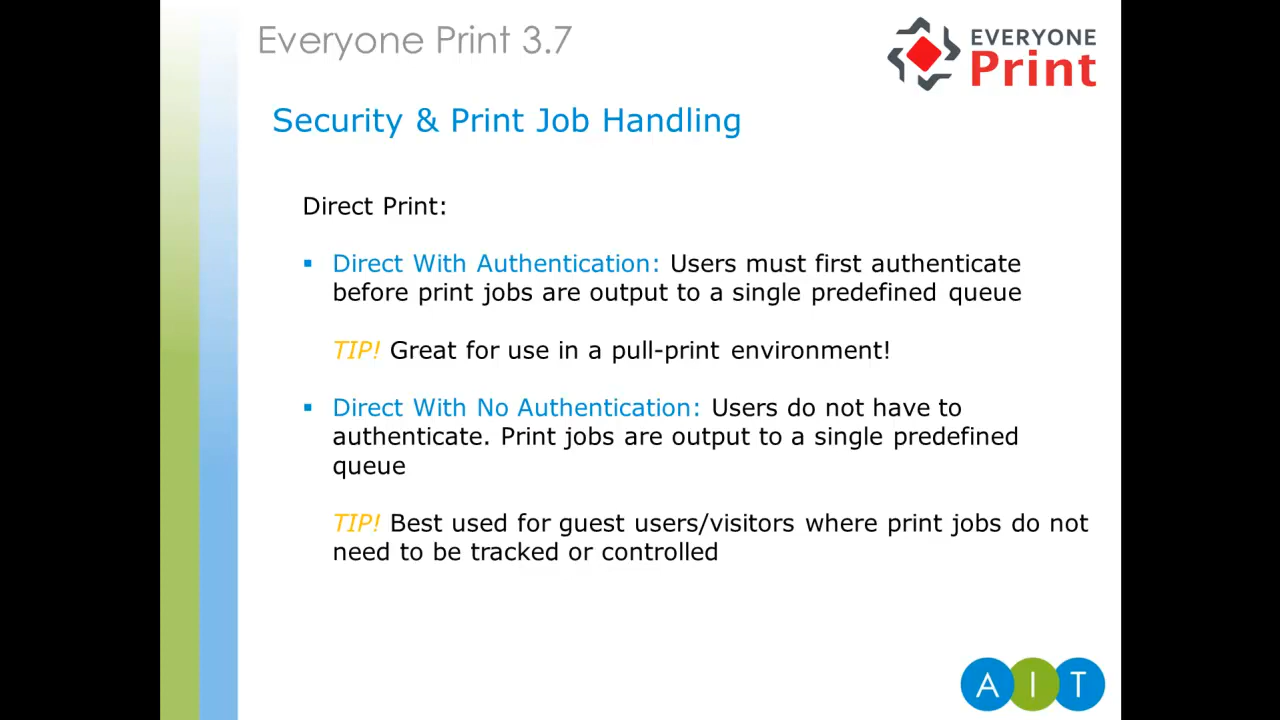 Everyone Print 3.7
EVERYONE
Print
Security & Print Job Handling
Direct Print:
▪ Direct With Authentication: Users must first authenticate
before print jobs are output to a single predefined queue
TIP! Great for use in a pull-print environment!
▪ Direct With No Authentication: Users do not have to
authenticate. Print jobs are output to a single predefined
queue
TIP! Best used for guest users/visitors where print jobs do not
need to be tracked or controlled
A I T